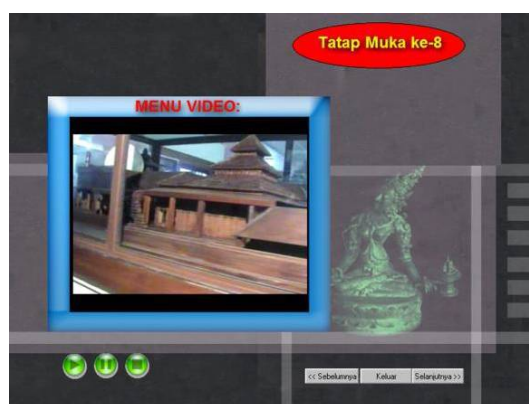 Tatap Muka ke-8
MENU VIDEO:
<< Sebelumnya
Keluar
Selanjutnya >>